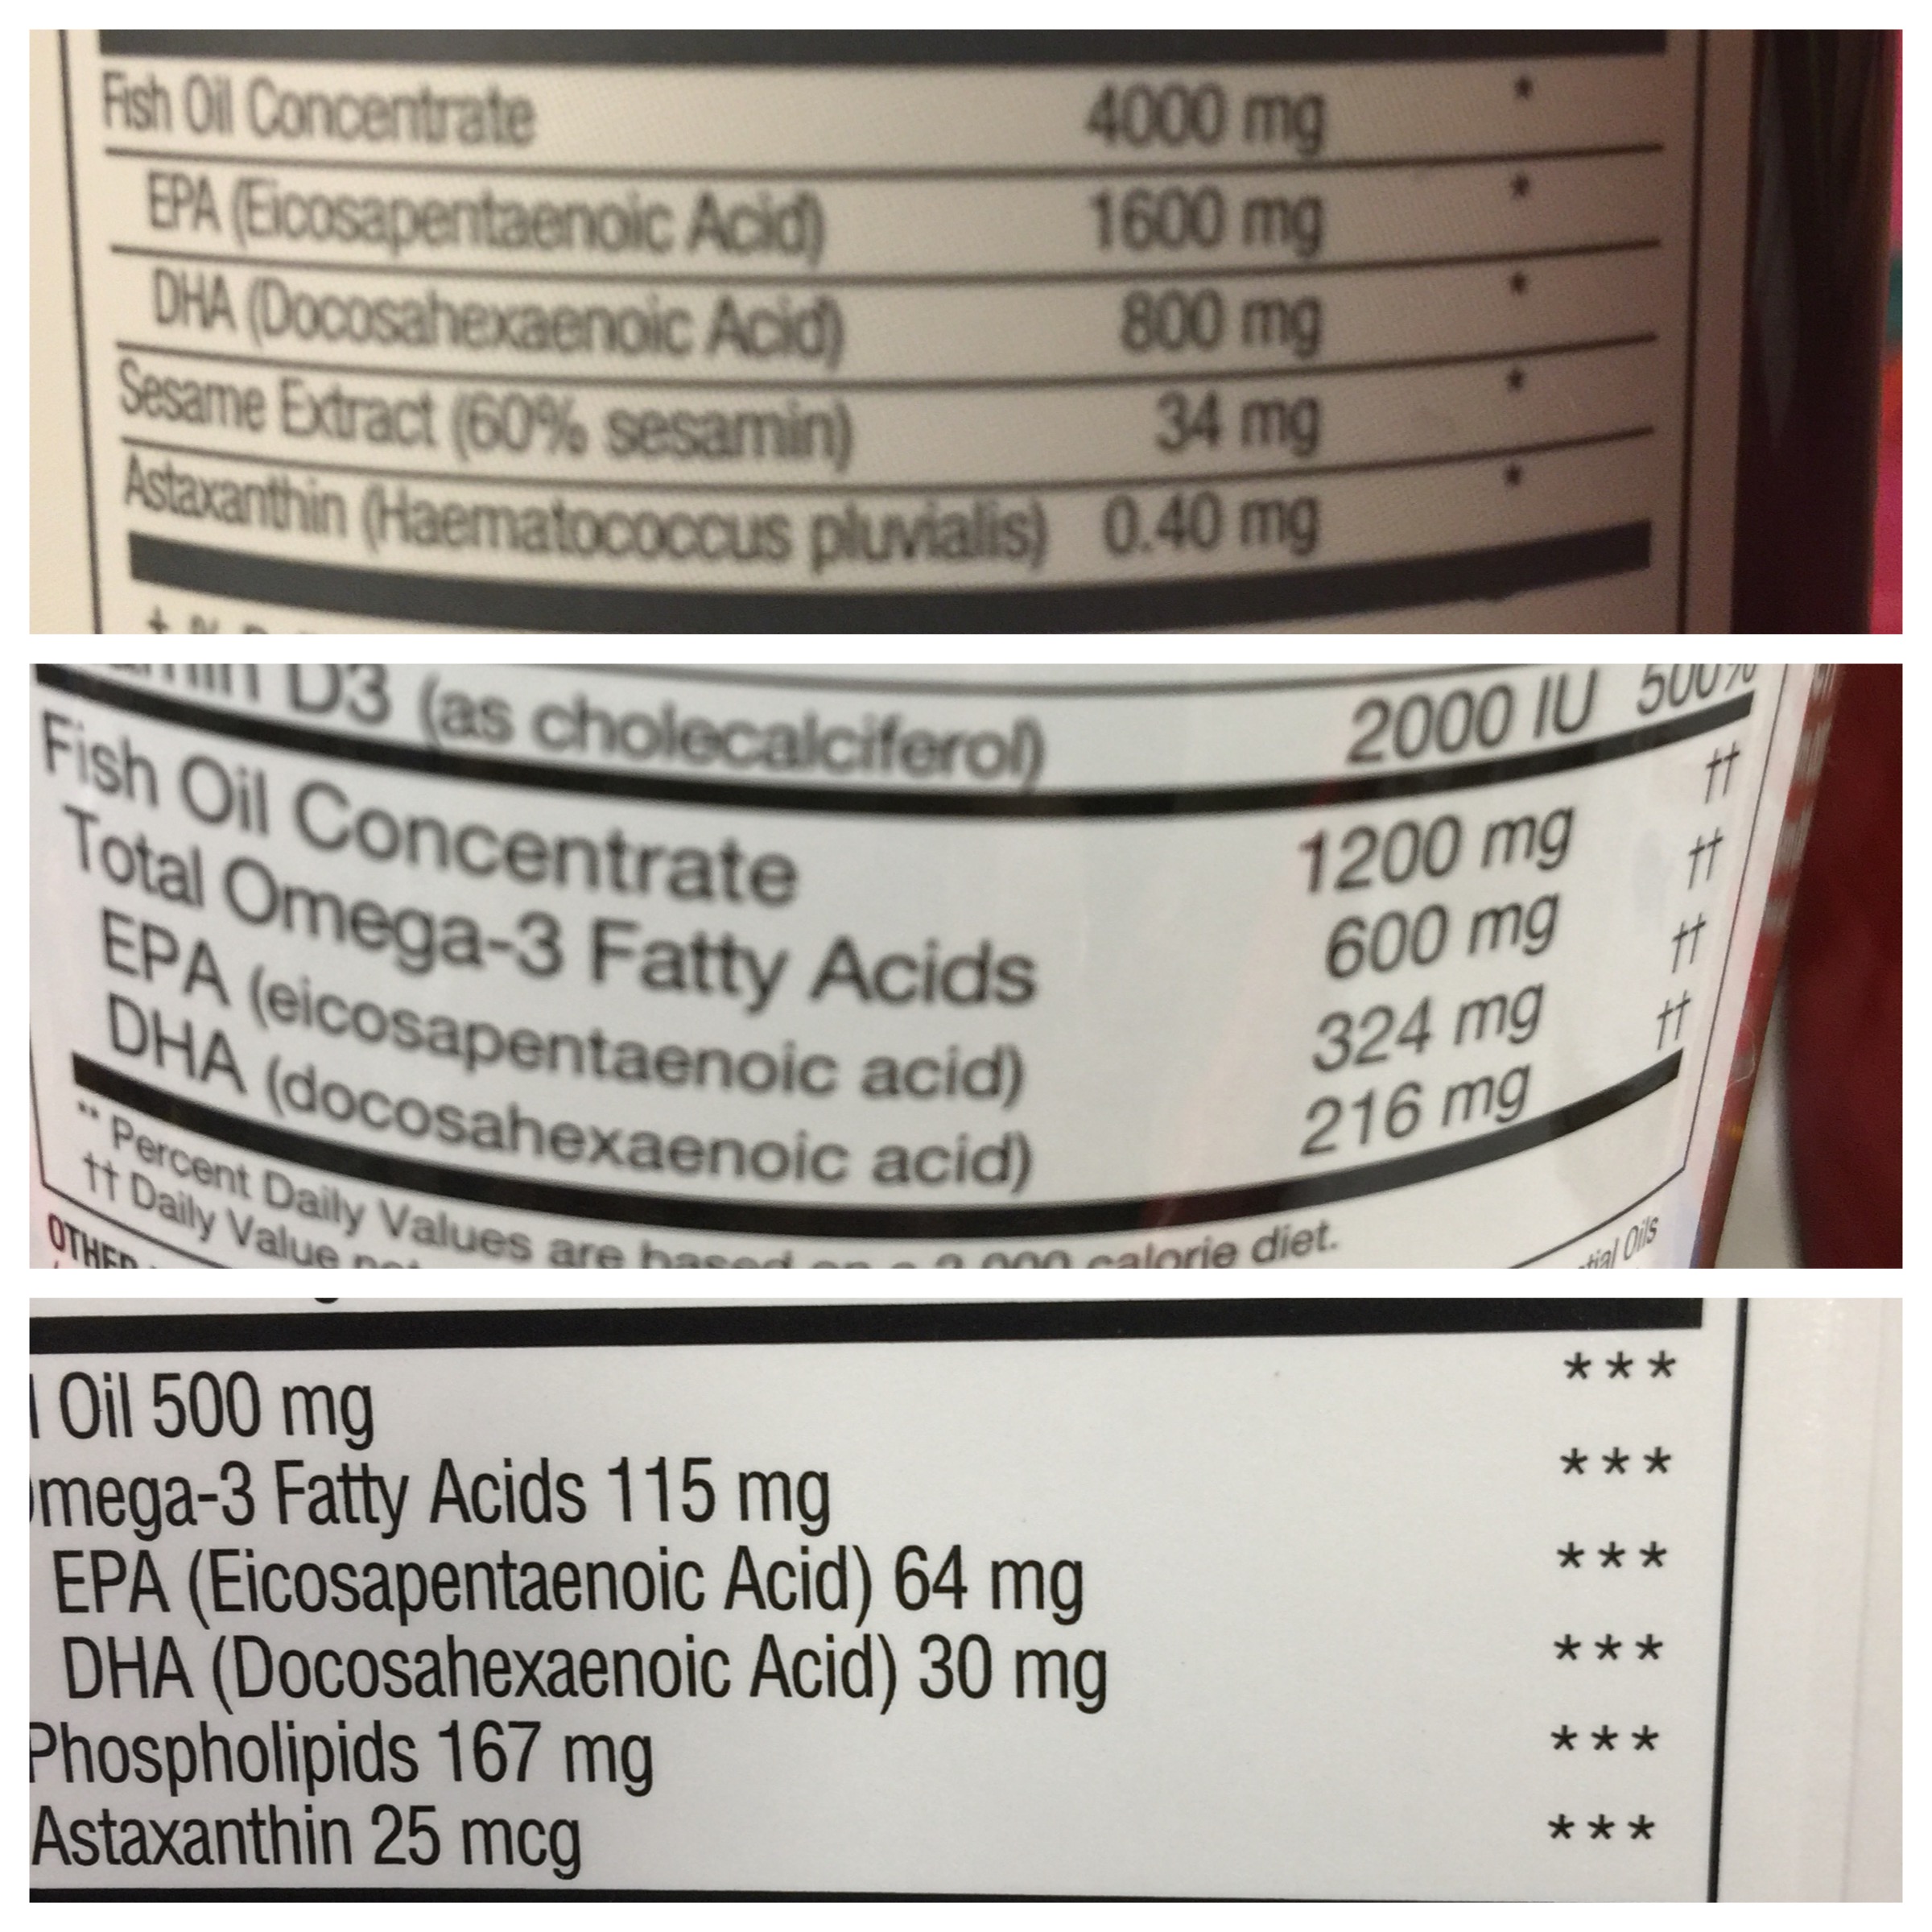 Fish Oil Concentrate 4000 mg *
EPA (Eicosapentaenoic Acid) 1600 mg *
DHA (Docosahexaenoic Acid) 800 mg *
Sesame Extract (60% sesamin) 34 mg *
Astaxanthin (Haematococcus pluvialis) 0.40 mg *
D3 (as cholecalciferol) 2000 IU 500%
Fish Oil Concentrate 1200 mg ††
Total Omega-3 Fatty Acids 600 mg ††
EPA (eicosapentaenoic acid) 324 mg ††
DHA (docosahexaenoic acid) 216 mg ††
** Percent Daily Values are based on a 2,000 calorie diet.
†† Daily Value
OTHER
Oils
Oil 500 mg ***
mega-3 Fatty Acids 115 mg ***
EPA (Eicosapentaenoic Acid) 64 mg ***
DHA (Docosahexaenoic Acid) 30 mg ***
Phospholipids 167 mg ***
Astaxanthin 25 mcg ***